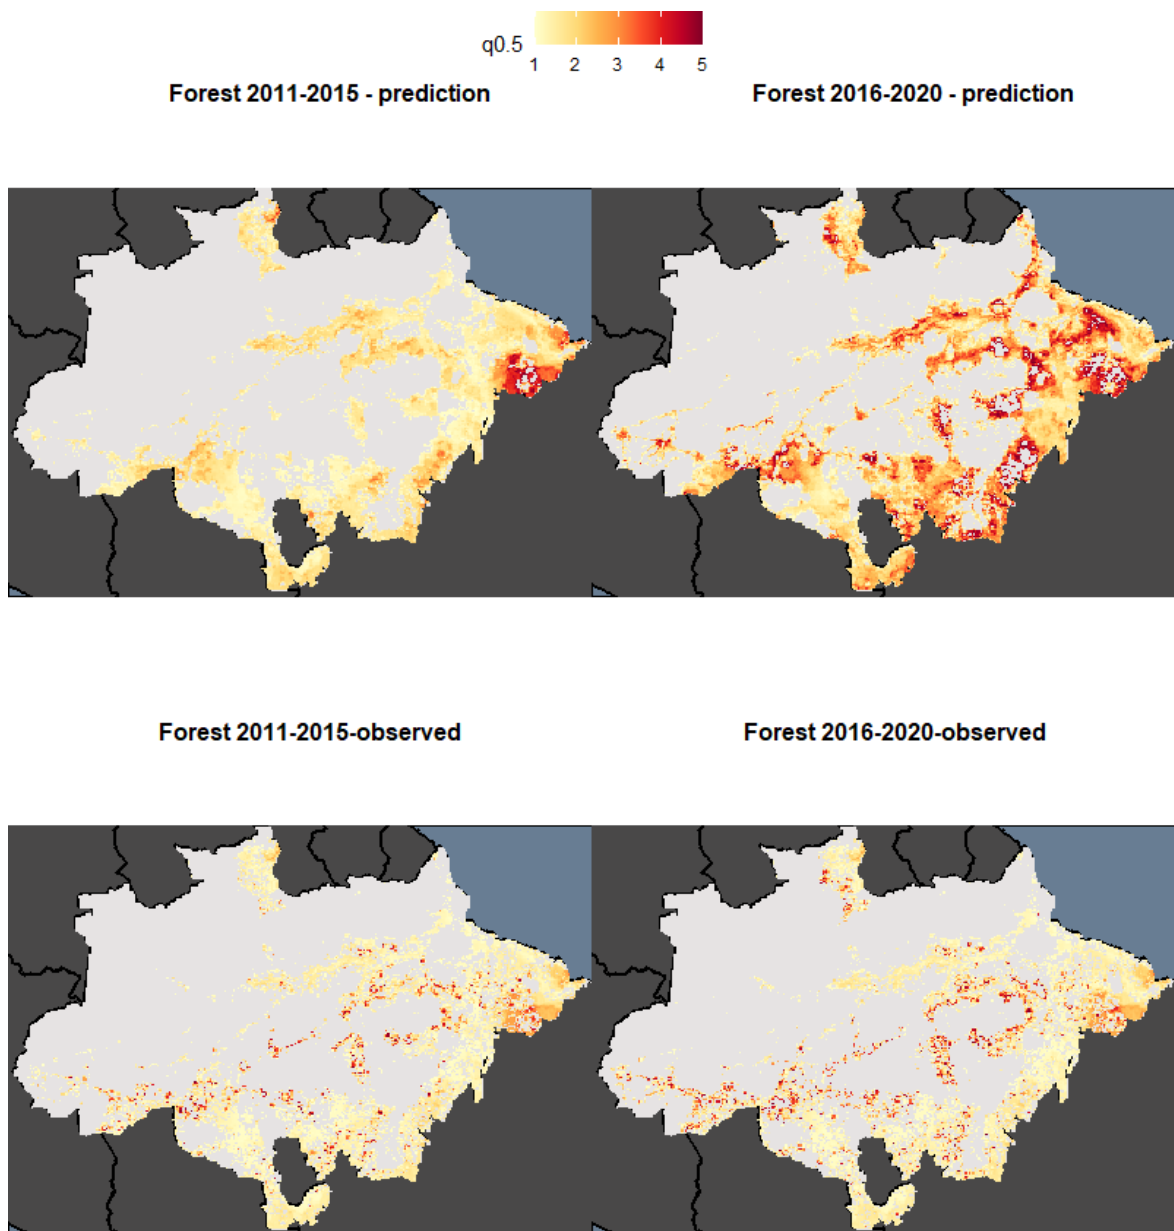 q0.5
1 2 3 4 5
Forest 2011-2015 - prediction
Forest 2016-2020 - prediction
Forest 2011-2015-observed
Forest 2016-2020-observed